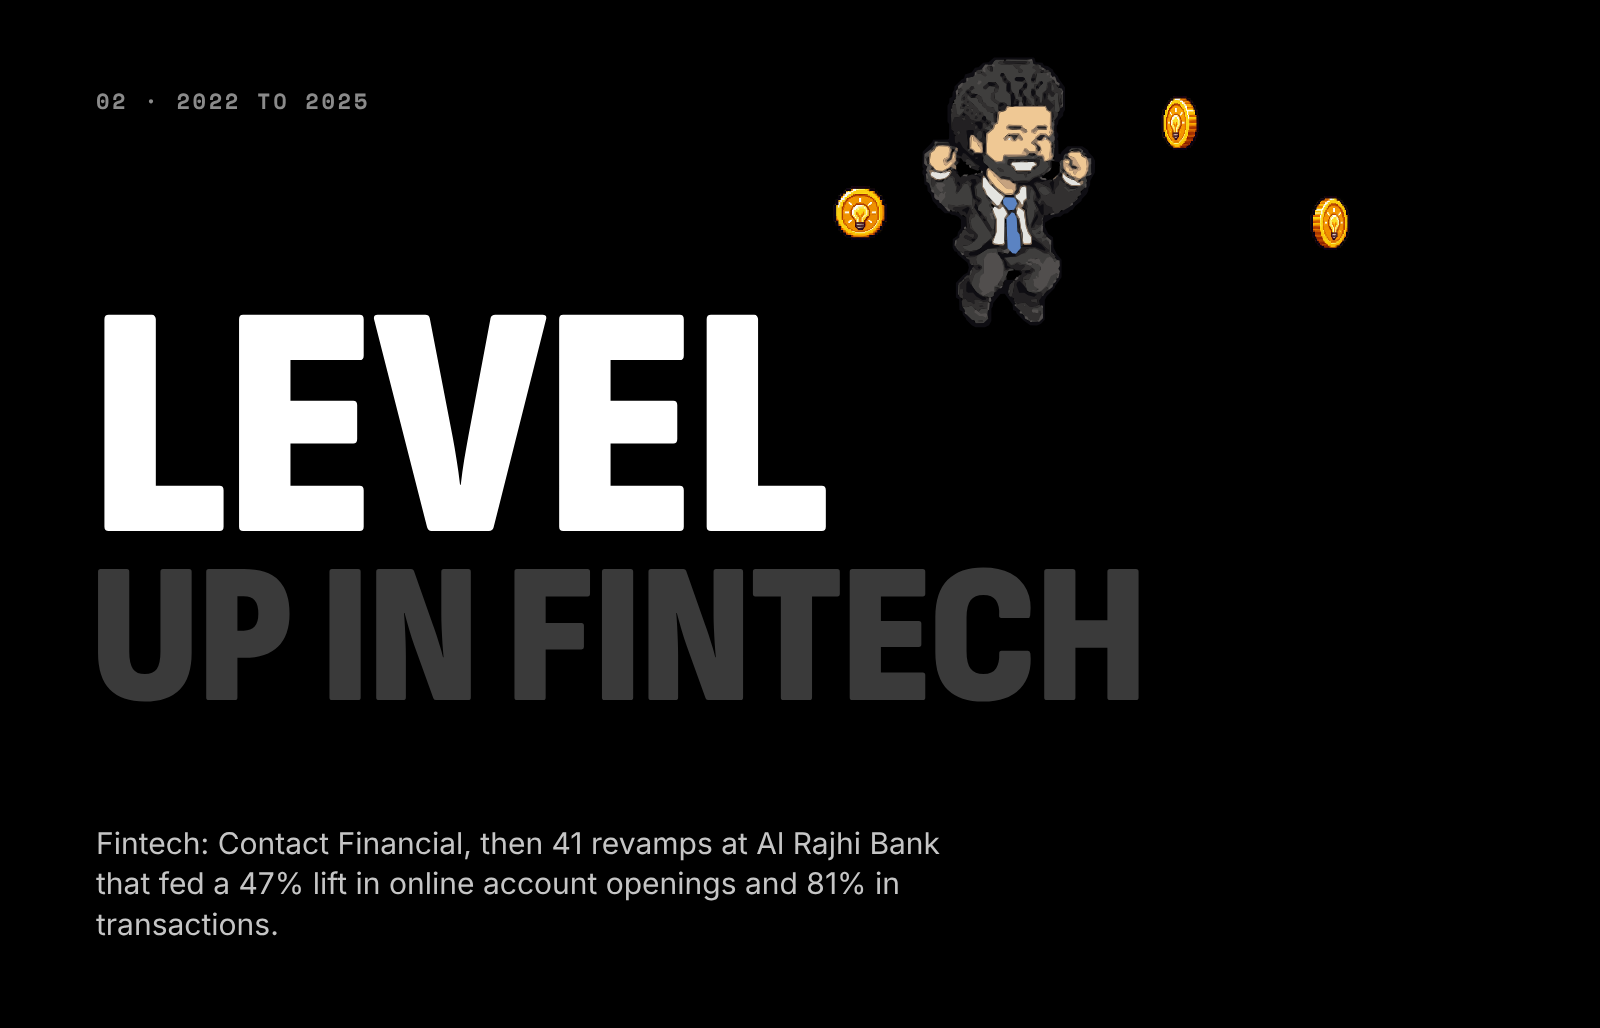 02 · 2022 TO 2025
LEVEL
UP IN FINTECH
Fintech: Contact Financial, then 41 revamps at Al Rajhi Bank
that fed a 47% lift in online account openings and 81% in
transactions.